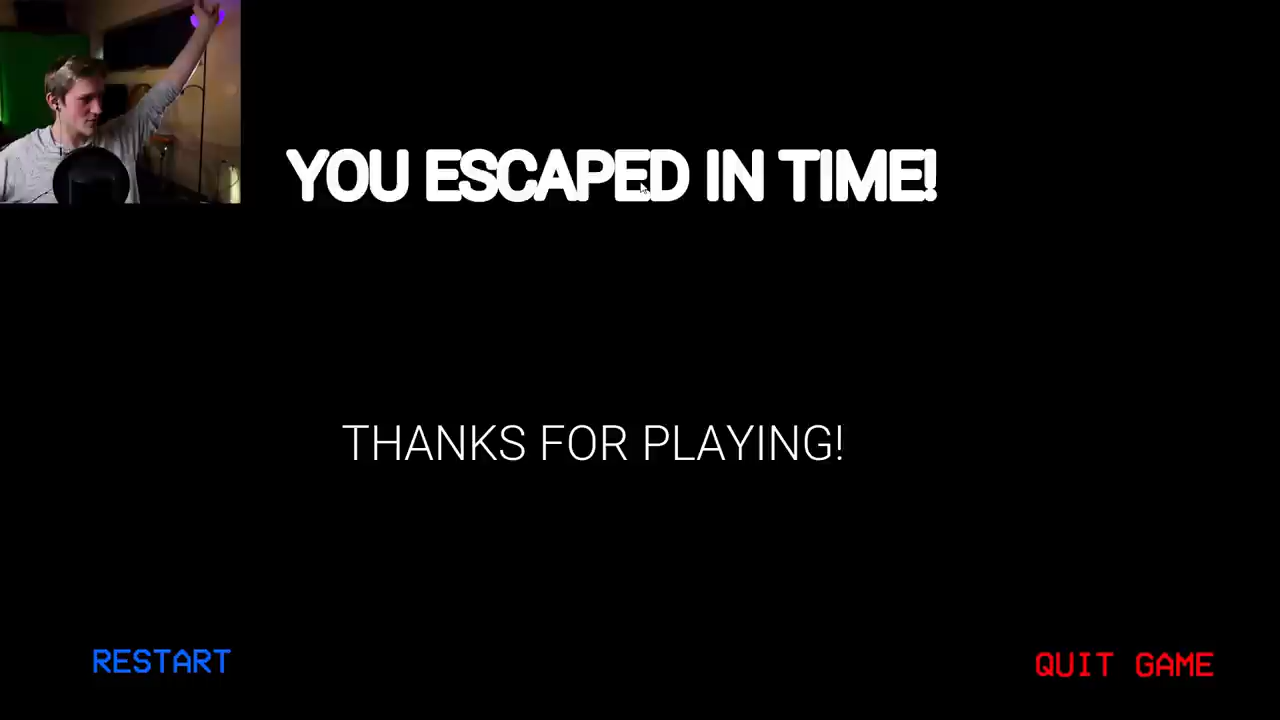 YOU ESCAPED IN TIME!
THANKS FOR PLAYING!
RESTART
QUIT GAME